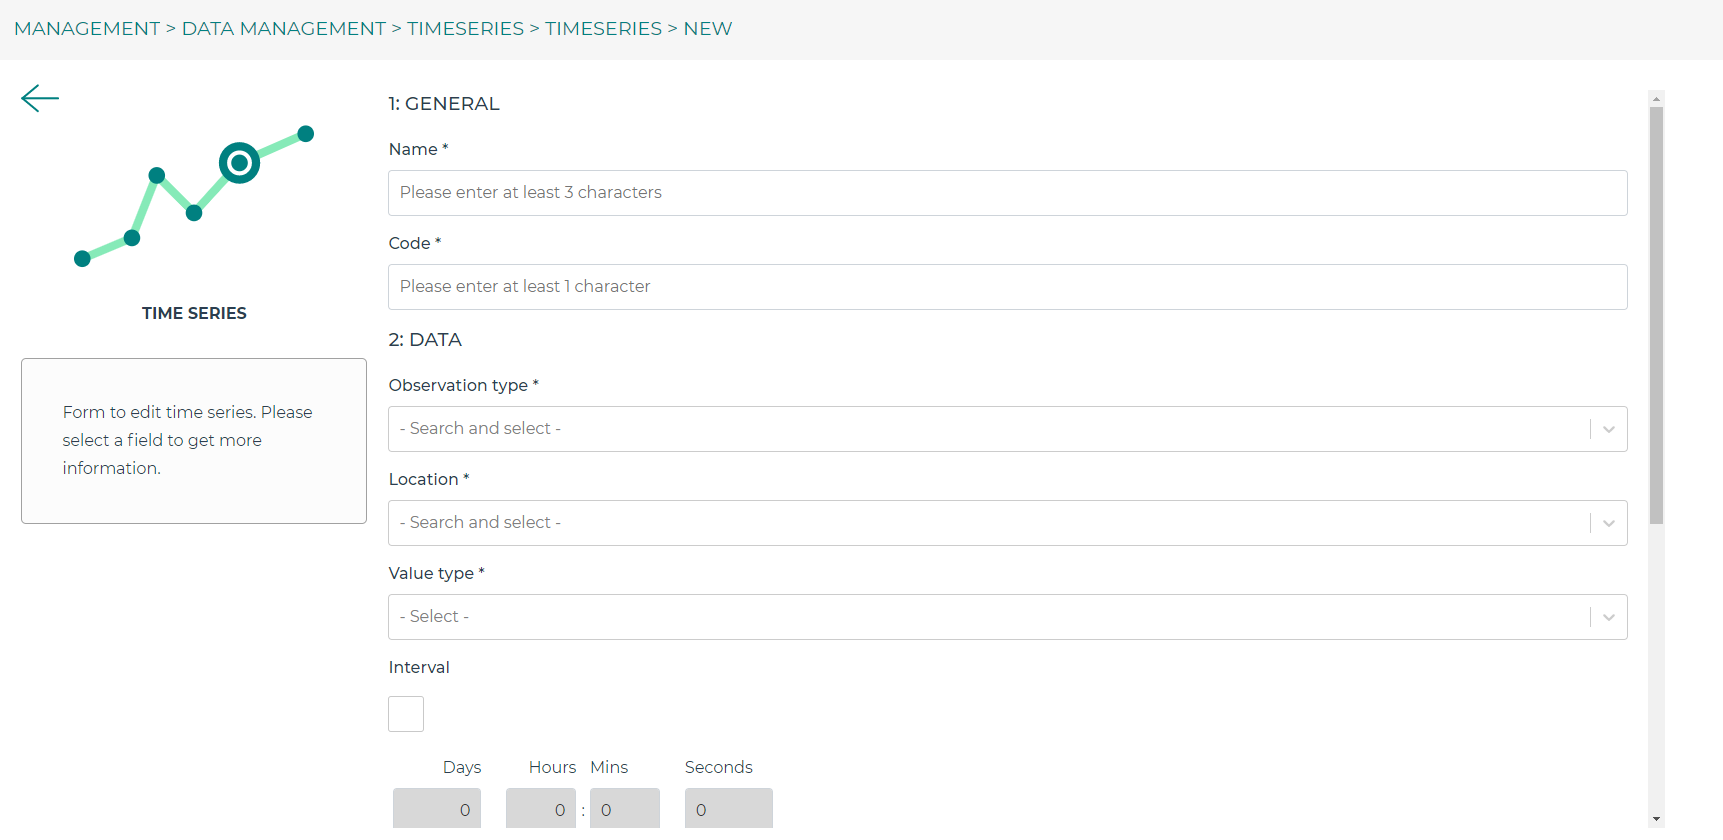 MANAGEMENT > DATA MANAGEMENT > TIMESERIES > TIMESERIES > NEW
TIME SERIES
Form to edit time series. Please
select a field to get more
information.
1: GENERAL
Name *
Please enter at least 3 characters
Code *
Please enter at least 1 character
2: DATA
Observation type *
- Search and select -
Location *
- Search and select -
Value type *
- Select -
Interval
Days Hours Mins Seconds
0 0 : 0 0